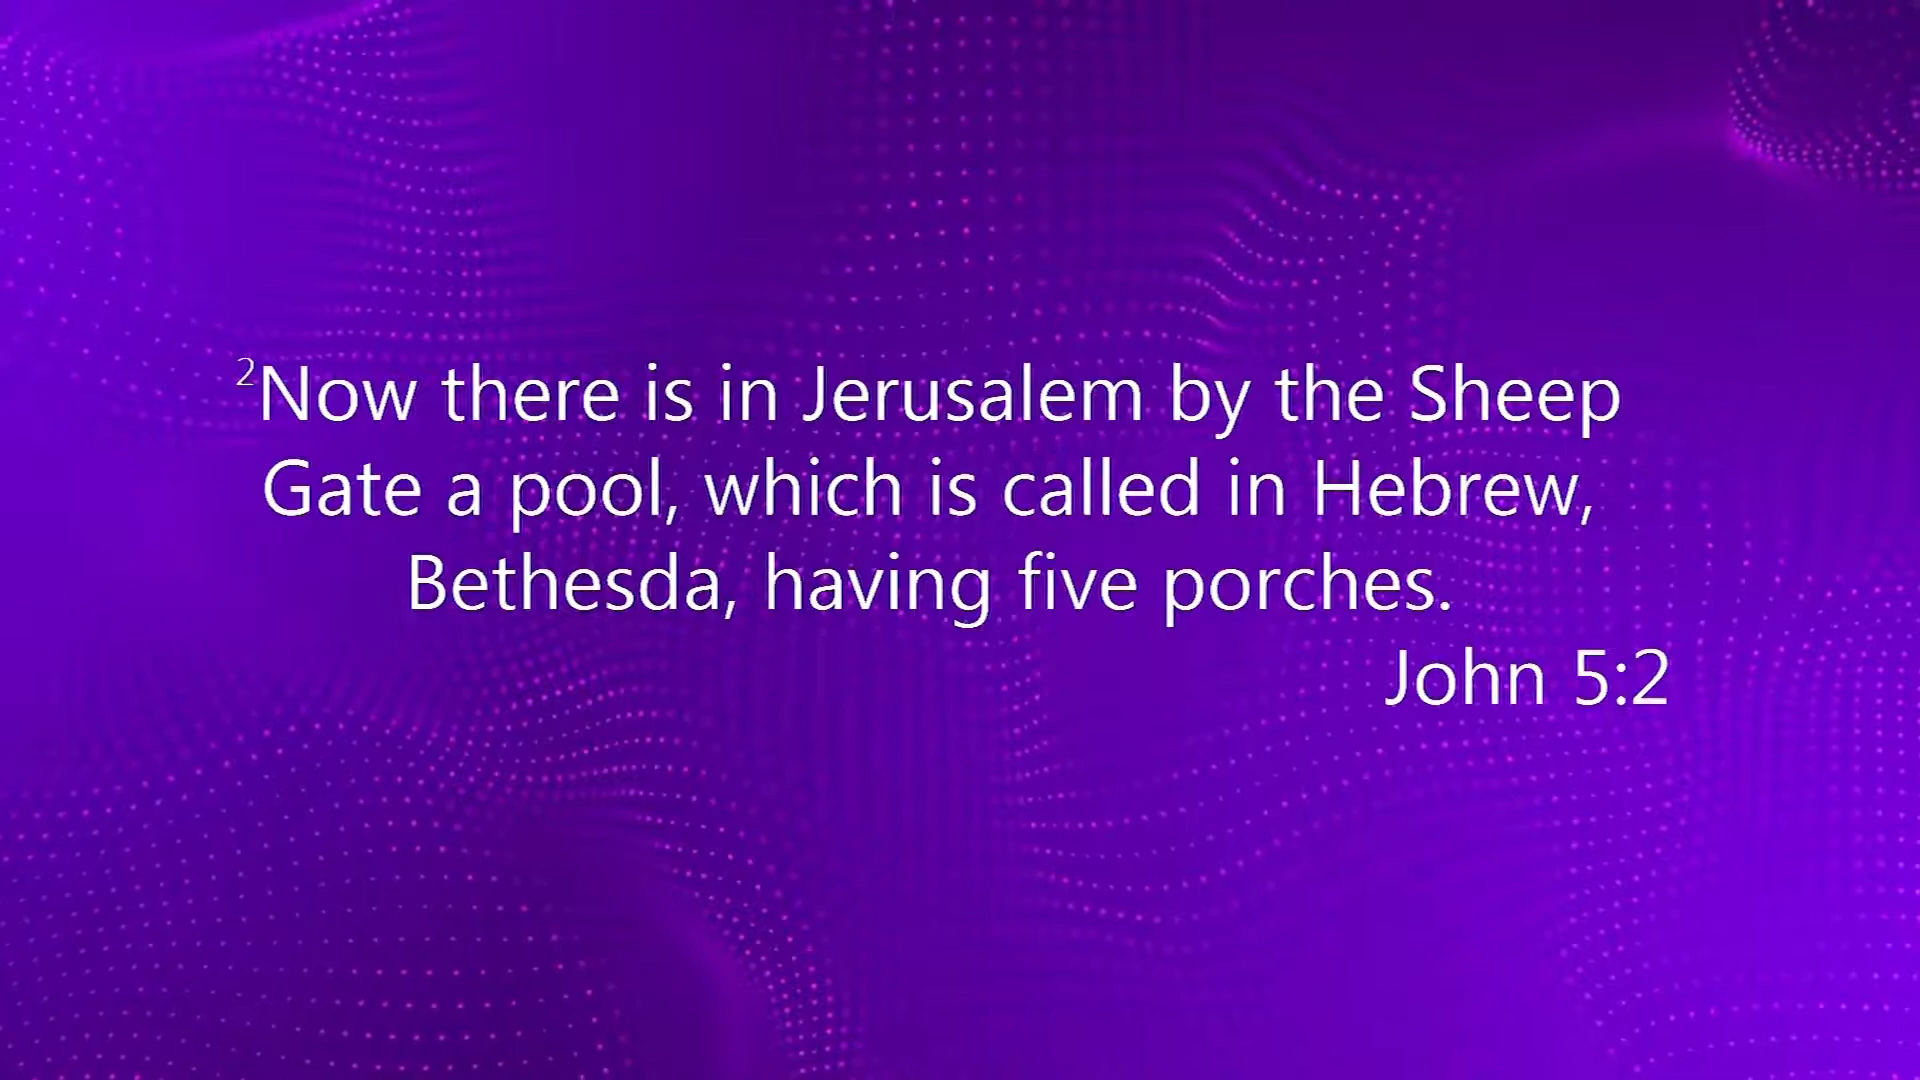 ²Now there is in Jerusalem by the Sheep
Gate a pool, which is called in Hebrew,
Bethesda, having five porches.
John 5:2